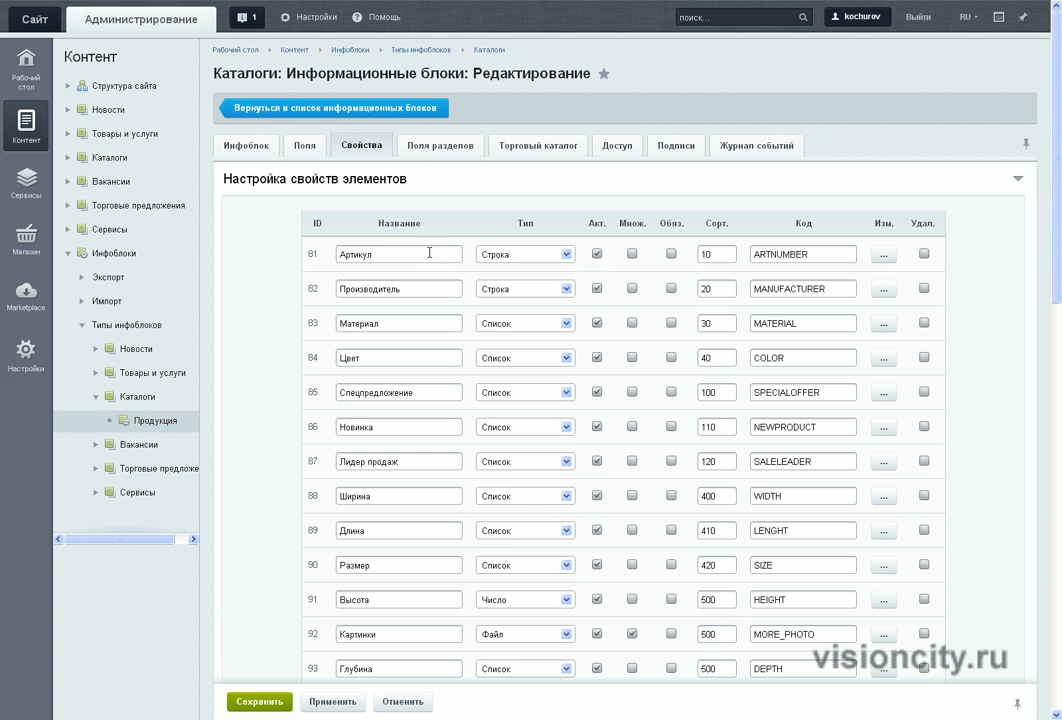 Сайт
Администрирование
1
Настройки
Помощь
поиск...
kochurov
Выйти
RU
Рабочий стол
Контент
Сервисы
Магазин
Marketplace
Настройки
Контент
Структура сайта
Новости
Товары и услуги
Каталоги
Вакансии
Торговые предложения
Сервисы
Инфоблоки
Экспорт
Импорт
Типы инфоблоков
Новости
Товары и услуги
Каталоги
Продукция
Вакансии
Торговые предложе
Сервисы
Рабочий стол Контент Инфоблоки Типы инфоблоков Каталоги
Каталоги: Информационные блоки: Редактирование
Вернуться в список информационных блоков
Инфоблок Поля Свойства Поля разделов Торговый каталог Доступ Подписи Журнал событий
Настройка свойств элементов
ID Название Тип Акт. Множ. Обяз. Сорт. Код Изм. Удал.
81 Артикул Строка 10 ARTNUMBER ...
82 Производитель Строка 20 MANUFACTURER ...
83 Материал Список 30 MATERIAL ...
84 Цвет Список 40 COLOR ...
85 Спецпредложение Список 100 SPECIALOFFER ...
86 Новинка Список 110 NEWPRODUCT ...
87 Лидер продаж Список 120 SALELEADER ...
88 Ширина Список 400 WIDTH ...
89 Длина Список 410 LENGHT ...
90 Размер Список 420 SIZE ...
91 Высота Число 500 HEIGHT ...
92 Картинки Файл 500 MORE_PHOTO ...
93 Глубина Список 500 DEPTH ...
visioncity.ru
Сохранить Применить Отменить